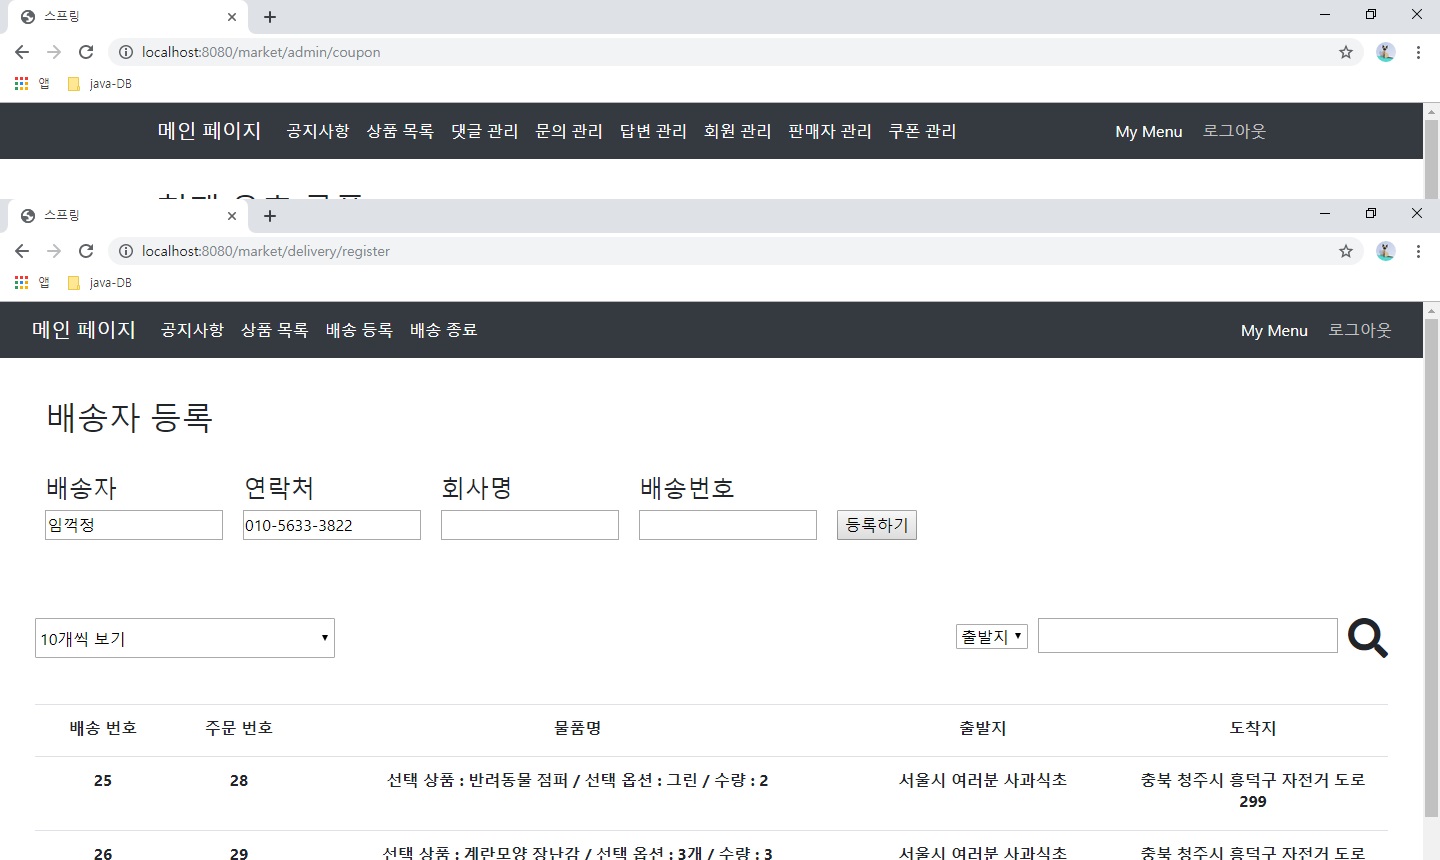 스프링
localhost:8080/market/admin/coupon
앱 java-DB
메인 페이지 공지사항 상품 목록 댓글 관리 문의 관리 답변 관리 회원 관리 판매자 관리 쿠폰 관리 My Menu 로그아웃
스프링
localhost:8080/market/delivery/register
앱 java-DB
메인 페이지 공지사항 상품 목록 배송 등록 배송 종료 My Menu 로그아웃
배송자 등록
배송자 연락처 회사명 배송번호
임꺽정 010-5633-3822 등록하기
10개씩 보기 출발지
배송 번호 주문 번호 물품명 출발지 도착지
25 28 선택 상품 : 반려동물 점퍼 / 선택 옵션 : 그린 / 수량 : 2 서울시 여러분 사과식초 충북 청주시 흥덕구 자전거 도로
299
26 29 선택 상품 : 계란모양 장난감 / 선택 옵션 : 3개 / 수량 : 3 서울시 여러분 사과식초 충북 청주시 흥덕구 자전거 도로